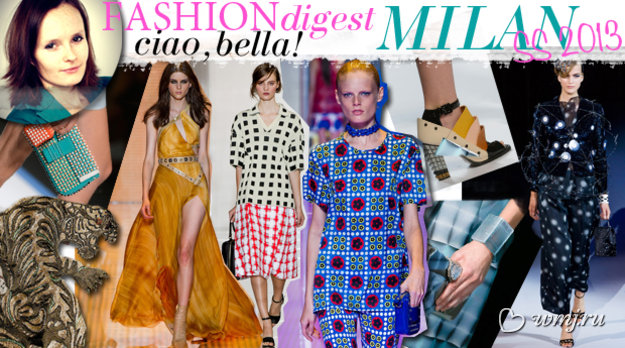 FASHIONdigest MILAN
ciao, bella! SS 2013
wmj.ru